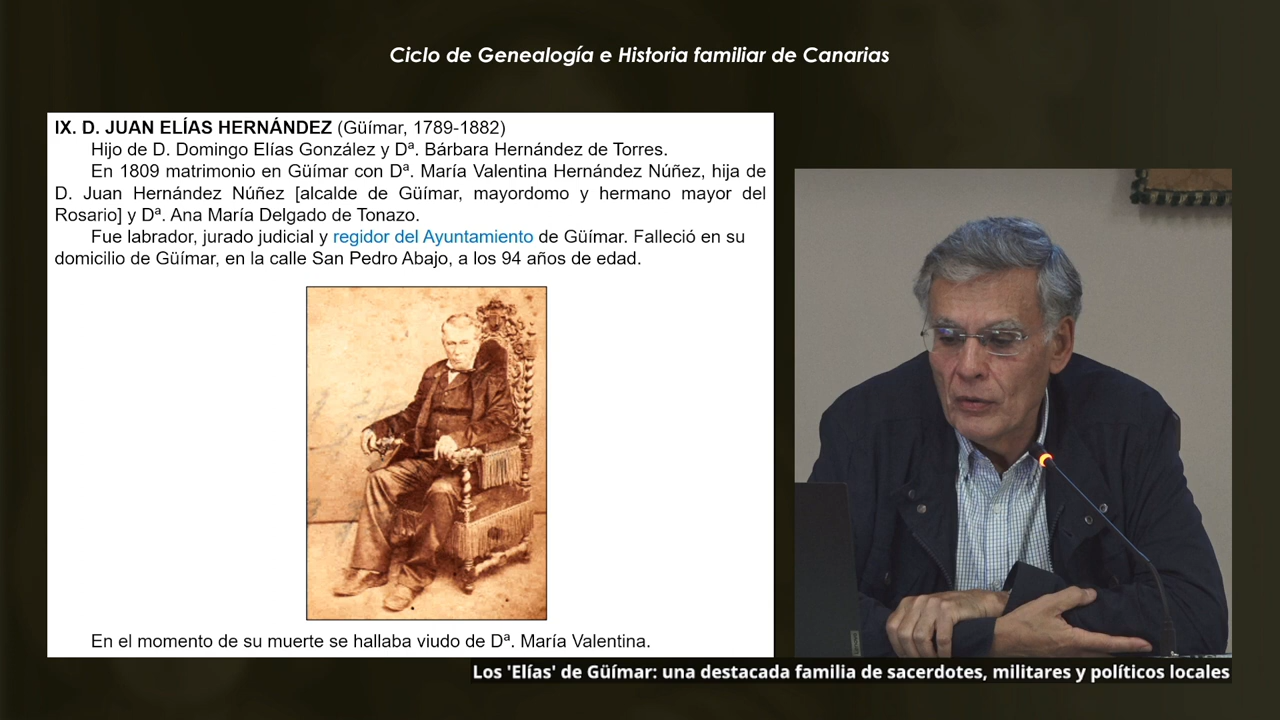 Ciclo de Genealogía e Historia familiar de Canarias
IX. D. JUAN ELÍAS HERNÁNDEZ (Güímar, 1789-1882)
Hijo de D. Domingo Elías González y Dª. Bárbara Hernández de Torres.
En 1809 matrimonio en Güímar con Dª. María Valentina Hernández Núñez, hija de
D. Juan Hernández Núñez [alcalde de Güímar, mayordomo y hermano mayor del
Rosario] y Dª. Ana María Delgado de Tonazo.
Fue labrador, jurado judicial y regidor del Ayuntamiento de Güímar. Falleció en su
domicilio de Güímar, en la calle San Pedro Abajo, a los 94 años de edad.
En el momento de su muerte se hallaba viudo de Dª. María Valentina.
Los 'Elías' de Güímar: una destacada familia de sacerdotes, militares y políticos locales